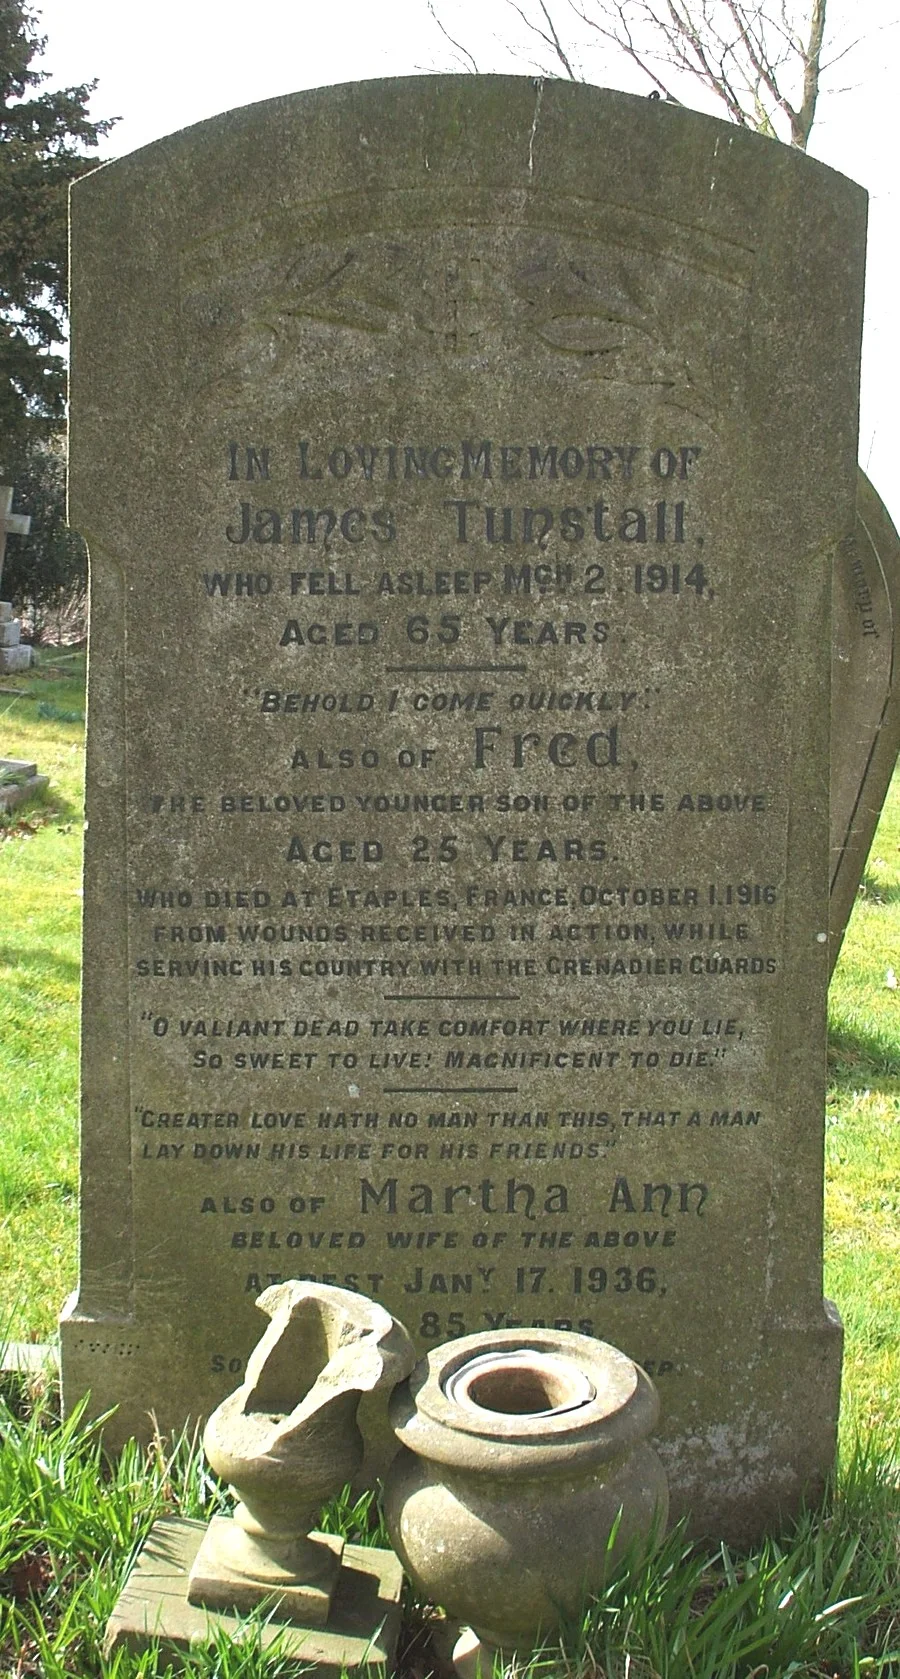 IN LOVING MEMORY OF
James Tunstall,
WHO FELL ASLEEP MCH 2. 1914,
AGED 65 YEARS.
"BEHOLD I COME QUICKLY."
ALSO OF Fred,
THE BELOVED YOUNGER SON OF THE ABOVE
AGED 25 YEARS.
WHO DIED AT ETAPLES, FRANCE, OCTOBER 1. 1916
FROM WOUNDS RECEIVED IN ACTION, WHILE
SERVING HIS COUNTRY WITH THE GRENADIER GUARDS
"O VALIANT DEAD TAKE COMFORT WHERE YOU LIE,
SO SWEET TO LIVE! MAGNIFICENT TO DIE."
"GREATER LOVE HATH NO MAN THAN THIS, THAT A MAN
LAY DOWN HIS LIFE FOR HIS FRIENDS."
ALSO OF Martha Ann
BELOVED WIFE OF THE ABOVE
AT REST JANY 17. 1936,
85 YEARS.
Memory of